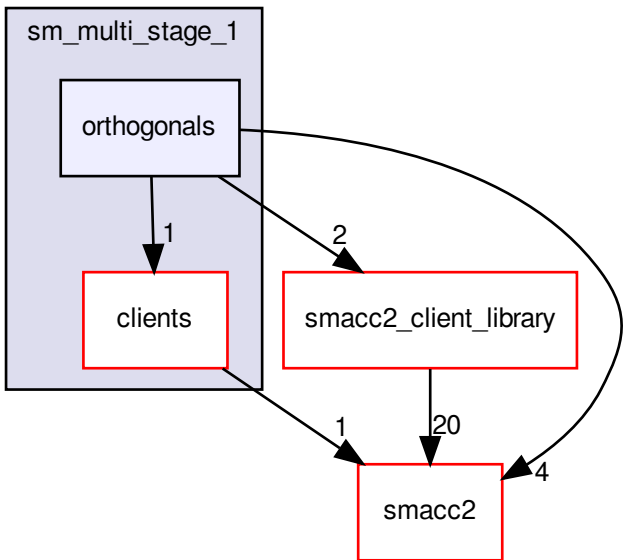 sm_multi_stage_1
orthogonals
1
2
clients
smacc2_client_library
1
20
4
smacc2